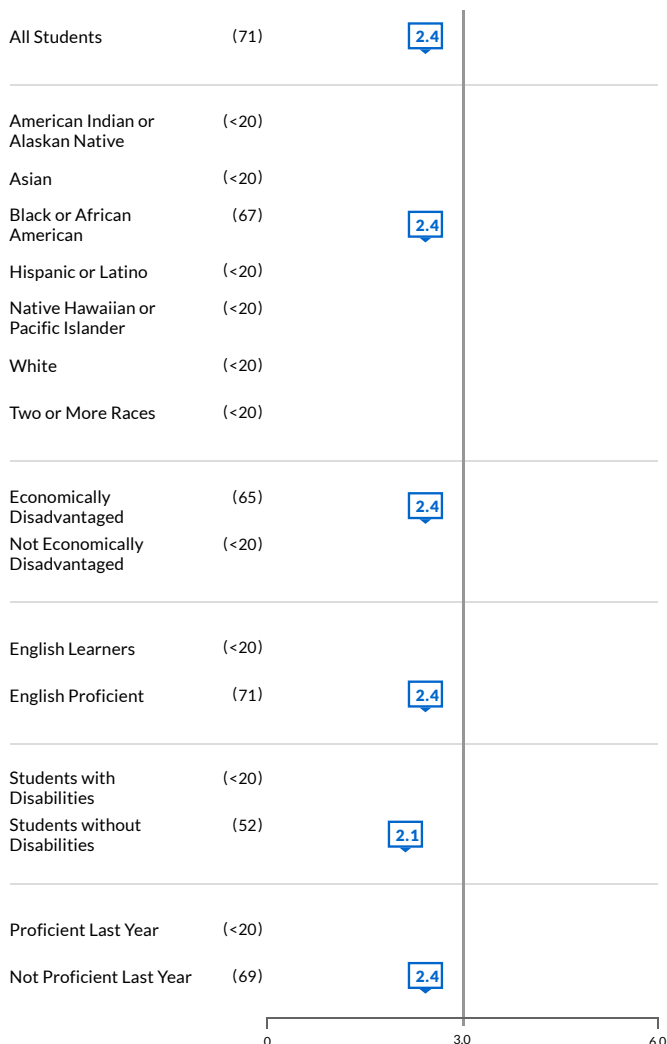 All Students (71) 2.4
American Indian or (<20)
Alaskan Native
Asian (<20)
Black or African (67) 2.4
American
Hispanic or Latino (<20)
Native Hawaiian or (<20)
Pacific Islander
White (<20)
Two or More Races (<20)
Economically (65) 2.4
Disadvantaged
Not Economically (<20)
Disadvantaged
English Learners (<20)
English Proficient (71) 2.4
Students with (<20)
Disabilities
Students without (52) 2.1
Disabilities
Proficient Last Year (<20)
Not Proficient Last Year (69) 2.4
0 3.0 6.0